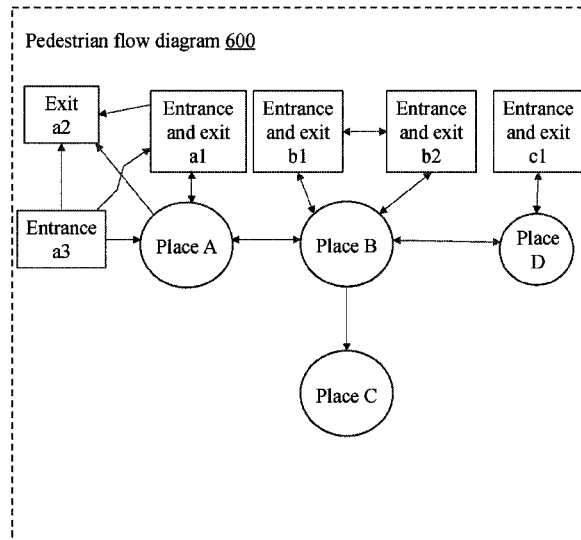 Pedestrian flow diagram 600
Exit
a2
Entrance
and exit
a1
Entrance
and exit
b1
Entrance
and exit
b2
Entrance
and exit
c1
Entrance
a3
Place A
Place B
Place
D
Place C